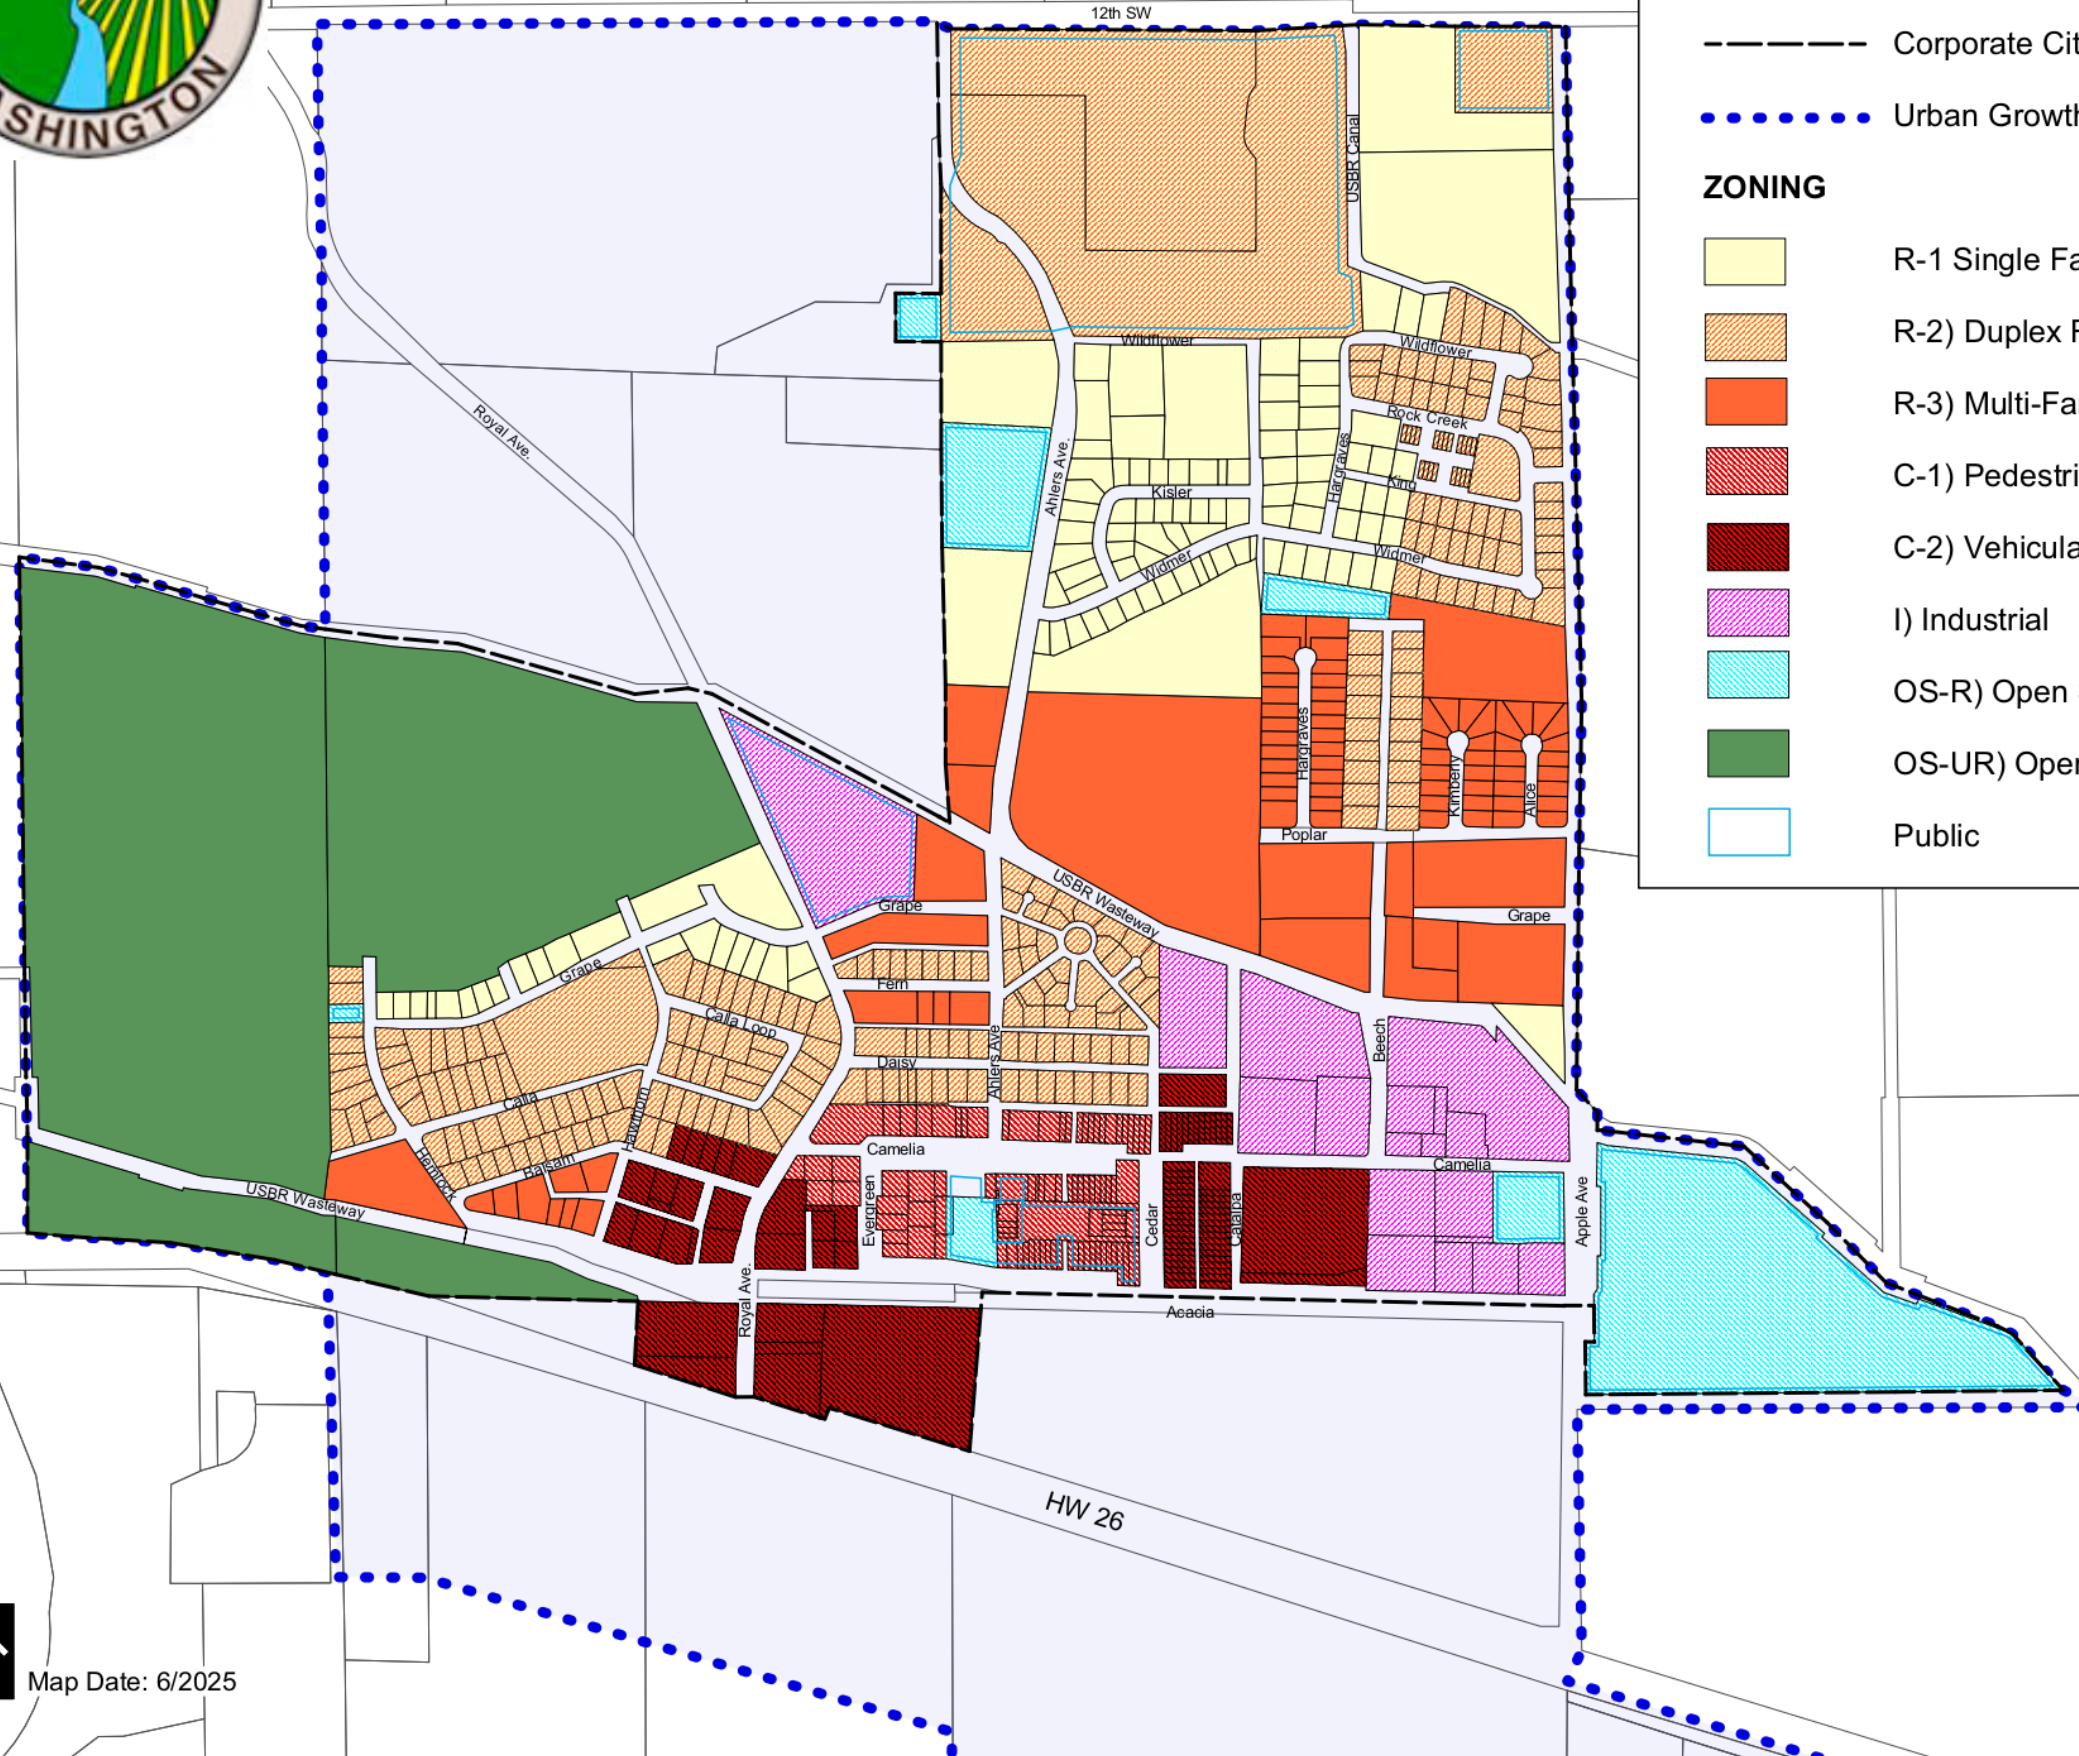 ASHINGTON
12th SW
Corporate Cit
Urban Growth
ZONING
R-1 Single Fa
R-2) Duplex
R-3) Multi-Fa
C-1) Pedestri
C-2) Vehicula
I) Industrial
OS-R) Open
OS-UR) Open
Public
USBR Canal
Wildflower
Wildflower
Rock Creek
Royal Ave.
Ahlers Ave.
Hargraves
King
Kisler
Widmer
Widmer
Hargraves
Kimberly
Alice
Poplar
USBR Wasteway
Grape
Grape
Grape
Fern
Calla Loop
Ahlers Ave
Beech
Daisy
Calla
Hawthorn
Camelia
Balsam
Hemlock
Camelia
USBR Wasteway
Evergreen
Cedar
Catalpa
Apple Ave
Royal Ave.
Acacia
HW 26
Map Date: 6/2025